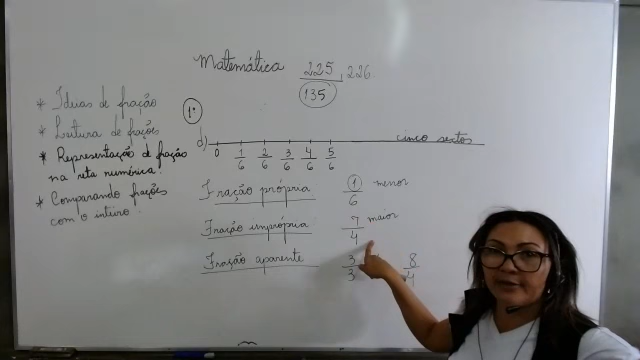 Matemática 225, 226
135
* Ideias de fração
* Leitura de frações
* Representação de fração
na reta numérica.
* Comparando frações
com o inteiro.
1º
d) cinco sextos
0 1/6 2/6 3/6 4/6 5/6
Fração própria 1/6 menor
Fração imprópria 7/4 maior
Fração aparente 3/3 8/4